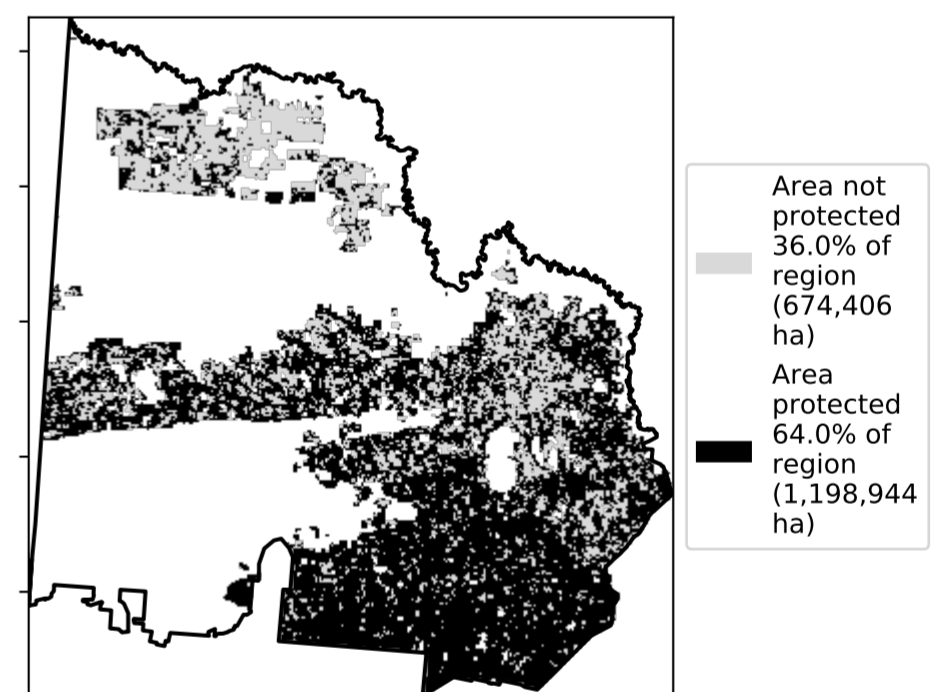 Area not
protected
36.0% of
region
(674,406
ha)
Area
protected
64.0% of
region
(1,198,944
ha)